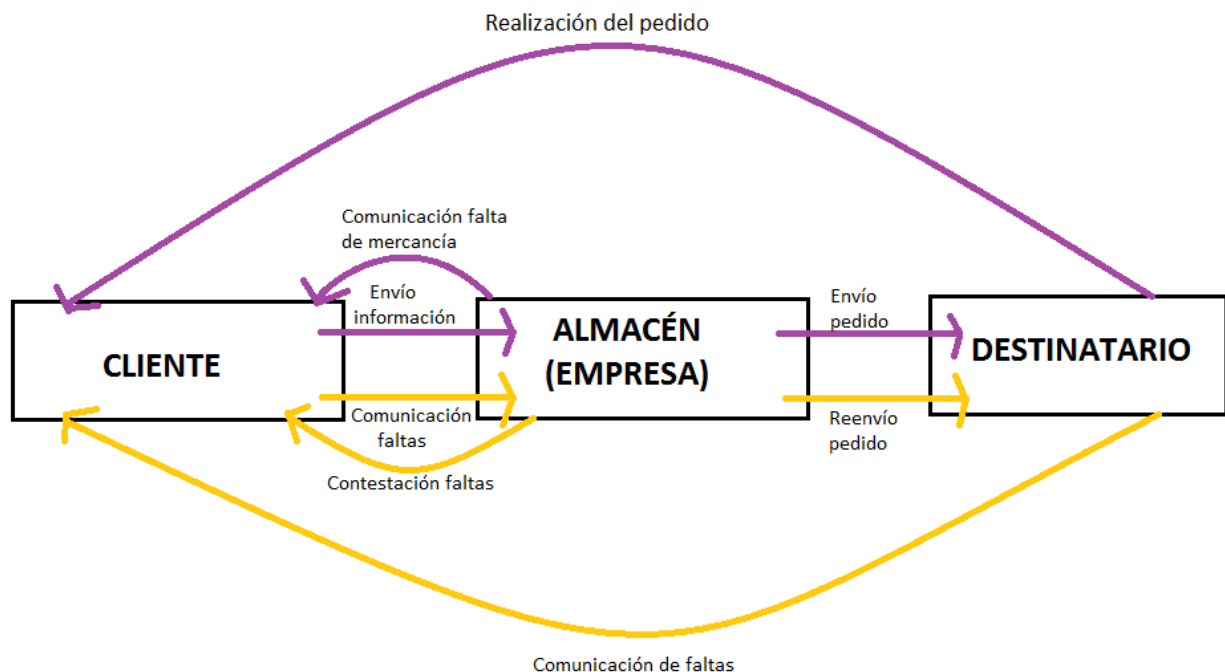 Realización del pedido
Comunicación falta
de mercancía
Envío
información
Envío
pedido
CLIENTE
ALMACÉN
(EMPRESA)
DESTINATARIO
Comunicación
faltas
Reenvío
pedido
Contestación faltas
Comunicación de faltas